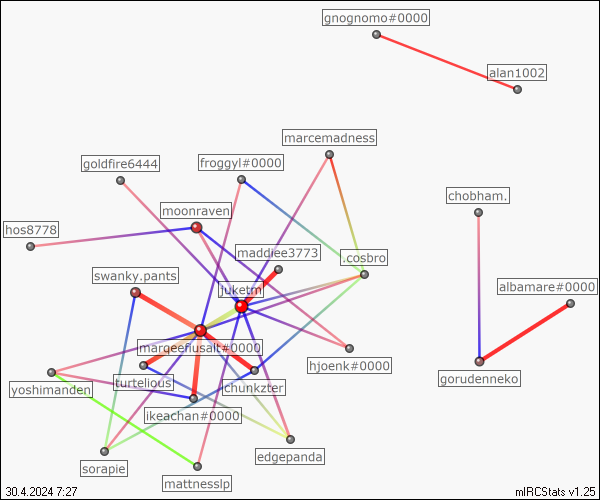 gnognomo#0000
alan1002
marcemadness
goldfire6444
froggyl#0000
chobham.
moonraven
hos8778
maddiee3773
.cosbro
swanky.pants
juketm
albamare#0000
margeeriusalt#0000
hjoenk#0000
gorudenneko
turtelious
chunkzter
yoshimanden
ikeachan#0000
edgepanda
sorapie
mattnesslp
30.4.2024 7:27
mIRCStats v1.25